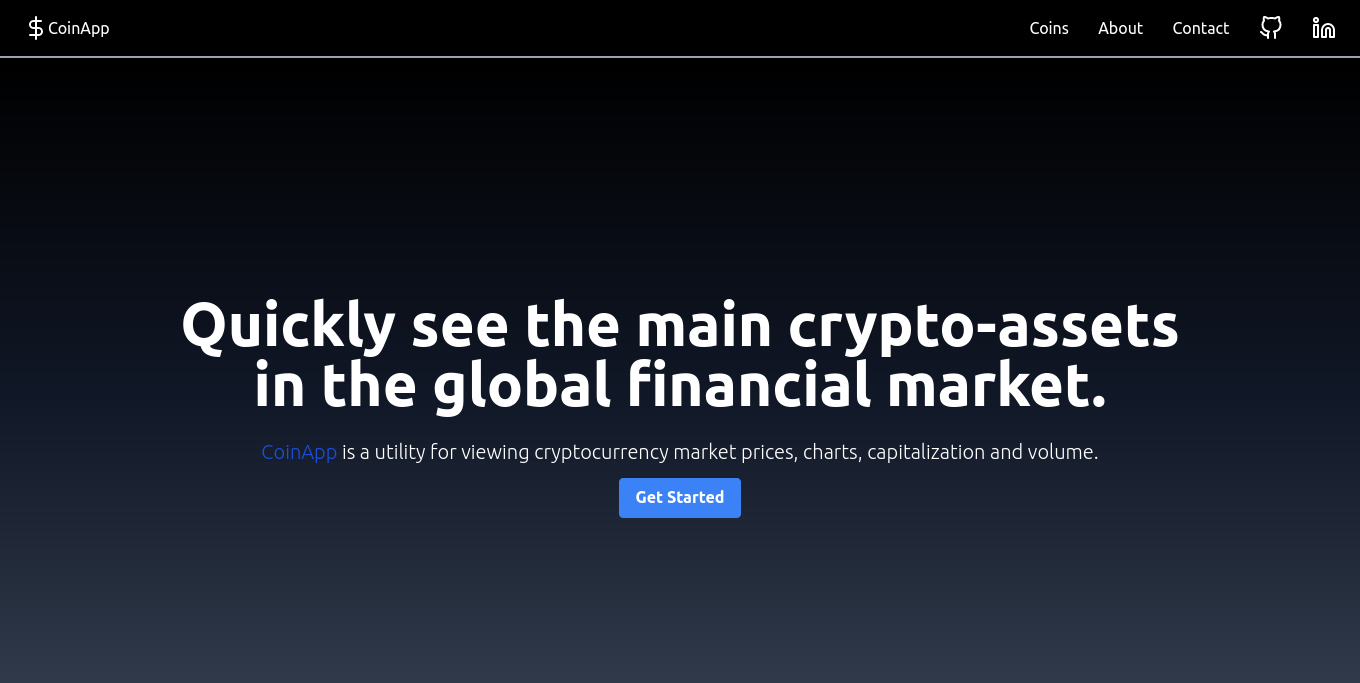 CoinApp
Coins About Contact
Quickly see the main crypto-assets
in the global financial market.
CoinApp is a utility for viewing cryptocurrency market prices, charts, capitalization and volume.
Get Started